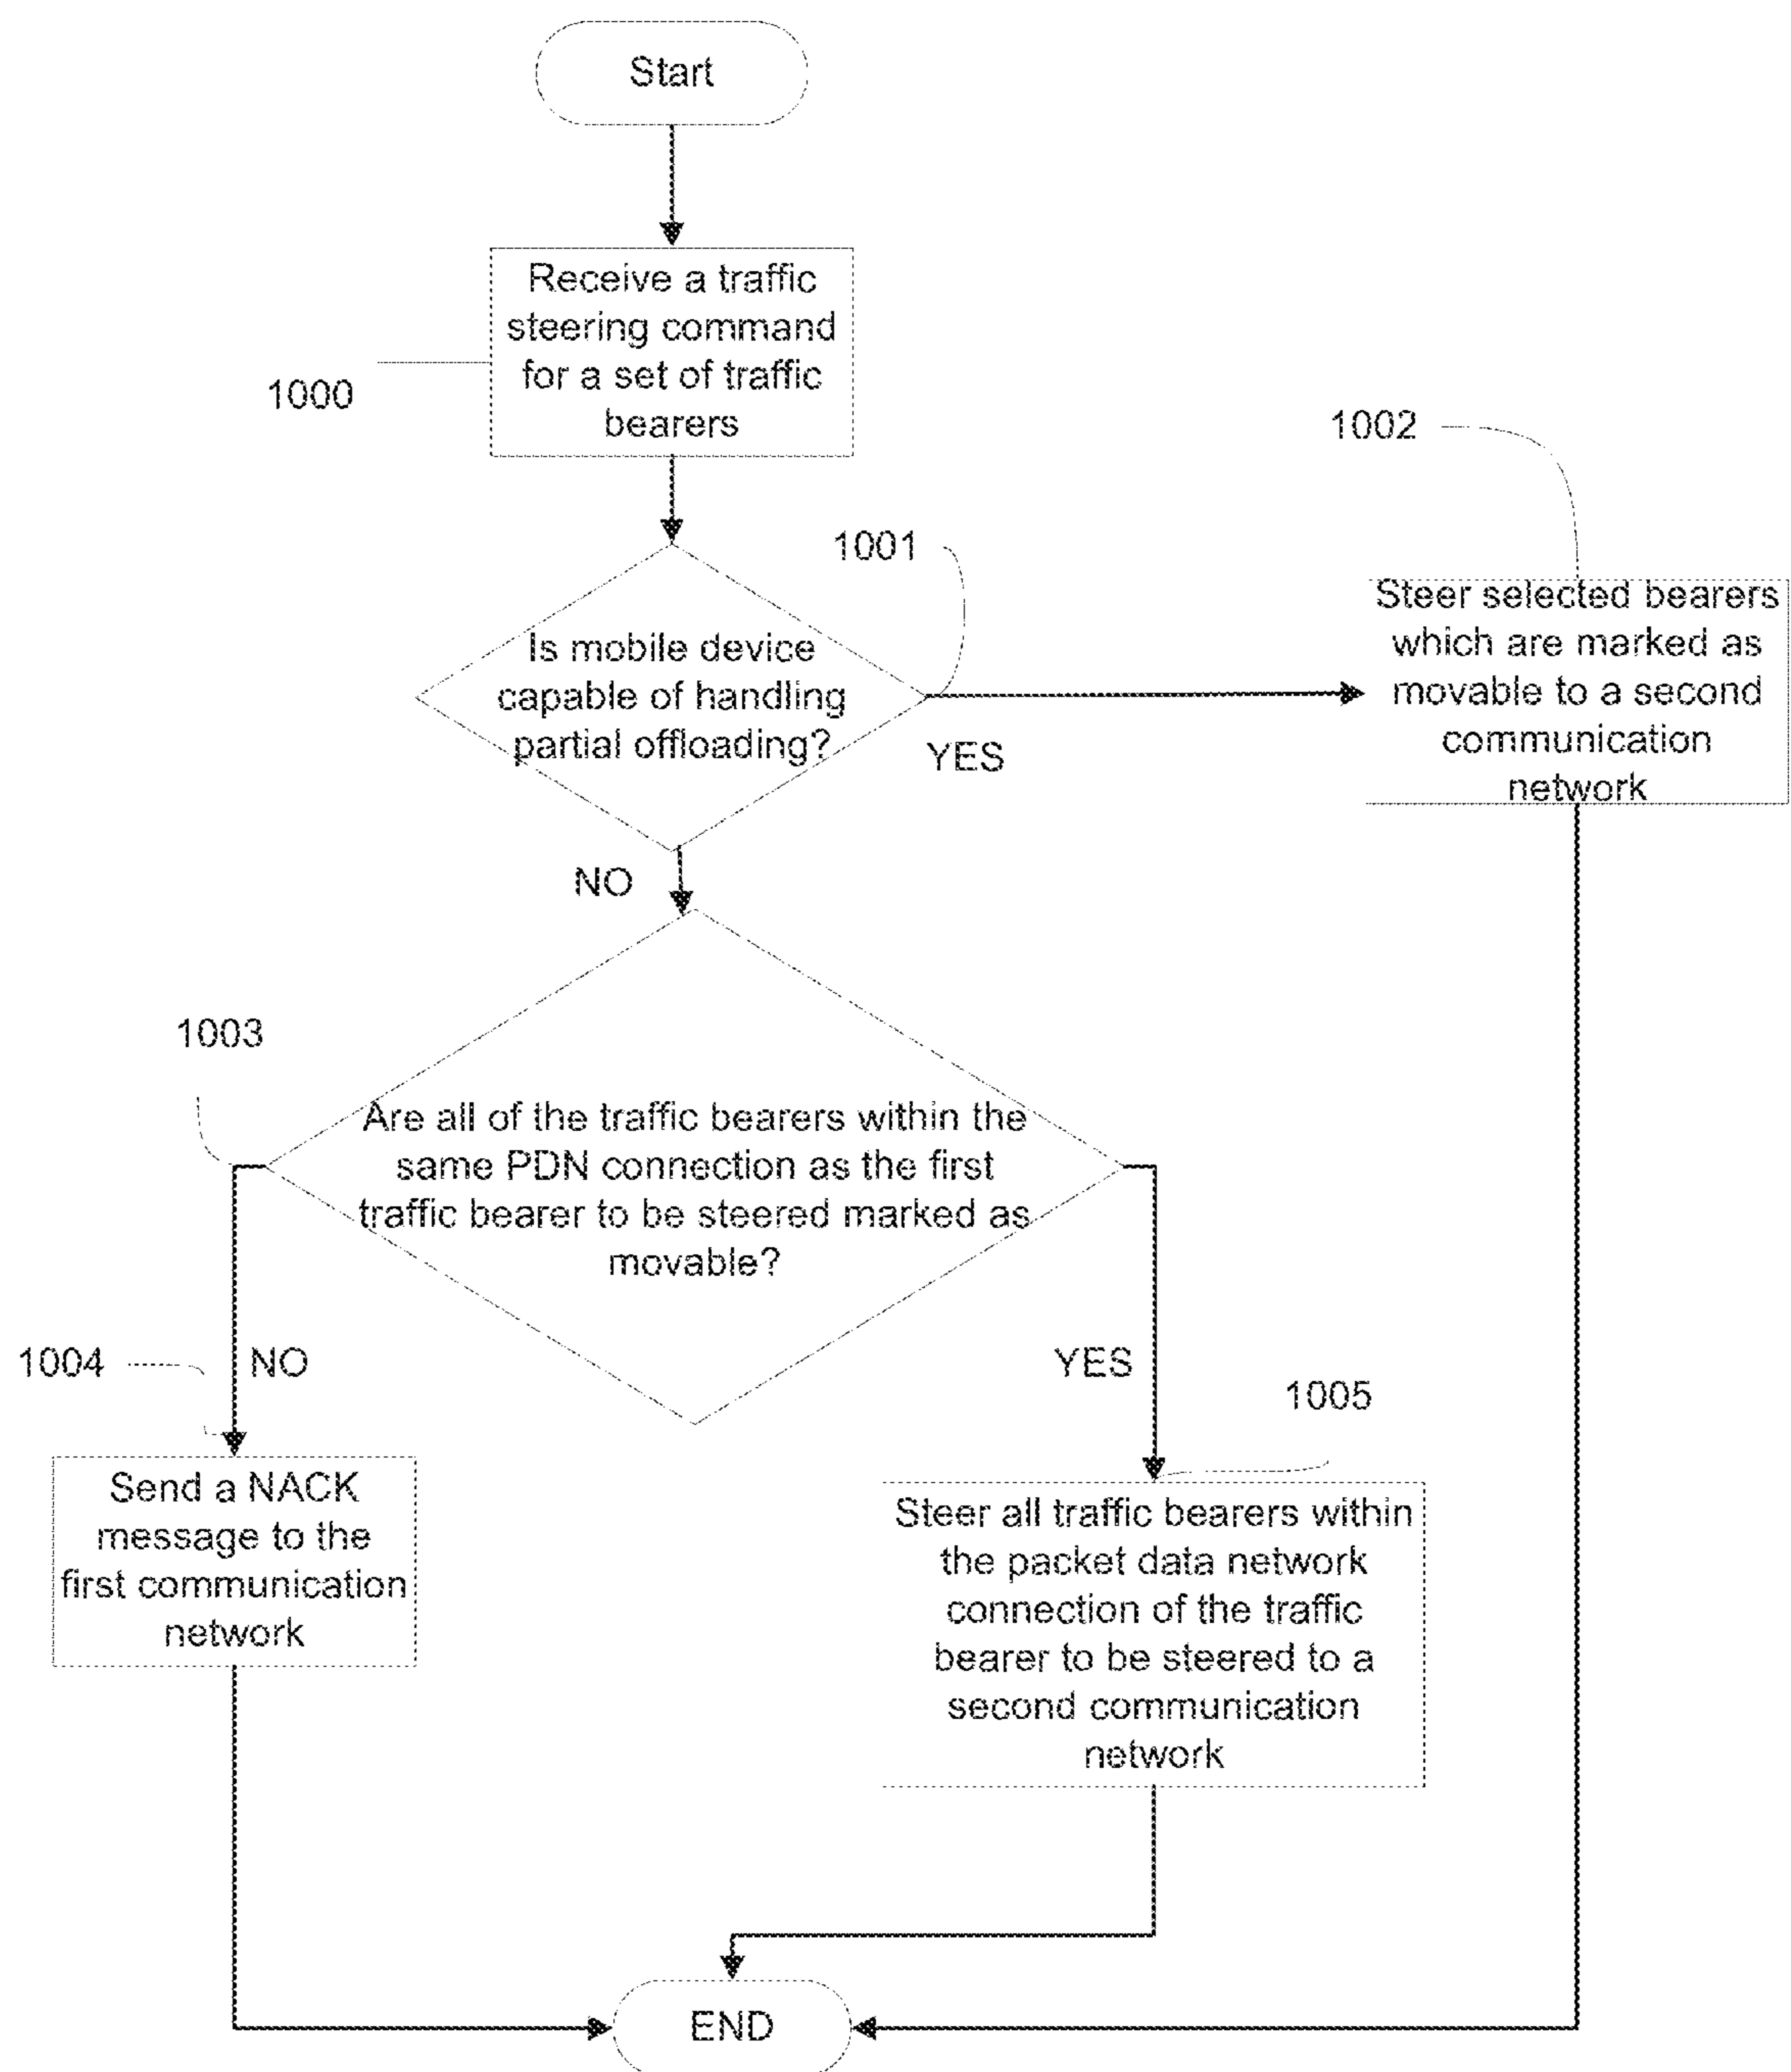 Start
Receive a traffic
steering command
for a set of traffic
bearers
1000
1002
1001
Is mobile device
capable of handling
partial offloading?
YES
Steer selected bearers
which are marked as
movable to a second
communication
network
NO
1003
Are all of the traffic bearers within the
same PDN connection as the first
traffic bearer to be steered marked as
movable?
1004
NO
YES
1005
Send a NACK
message to the
first communication
network
Steer all traffic bearers within
the packet data network
connection of the traffic
bearer to be steered to a
second communication
network
END